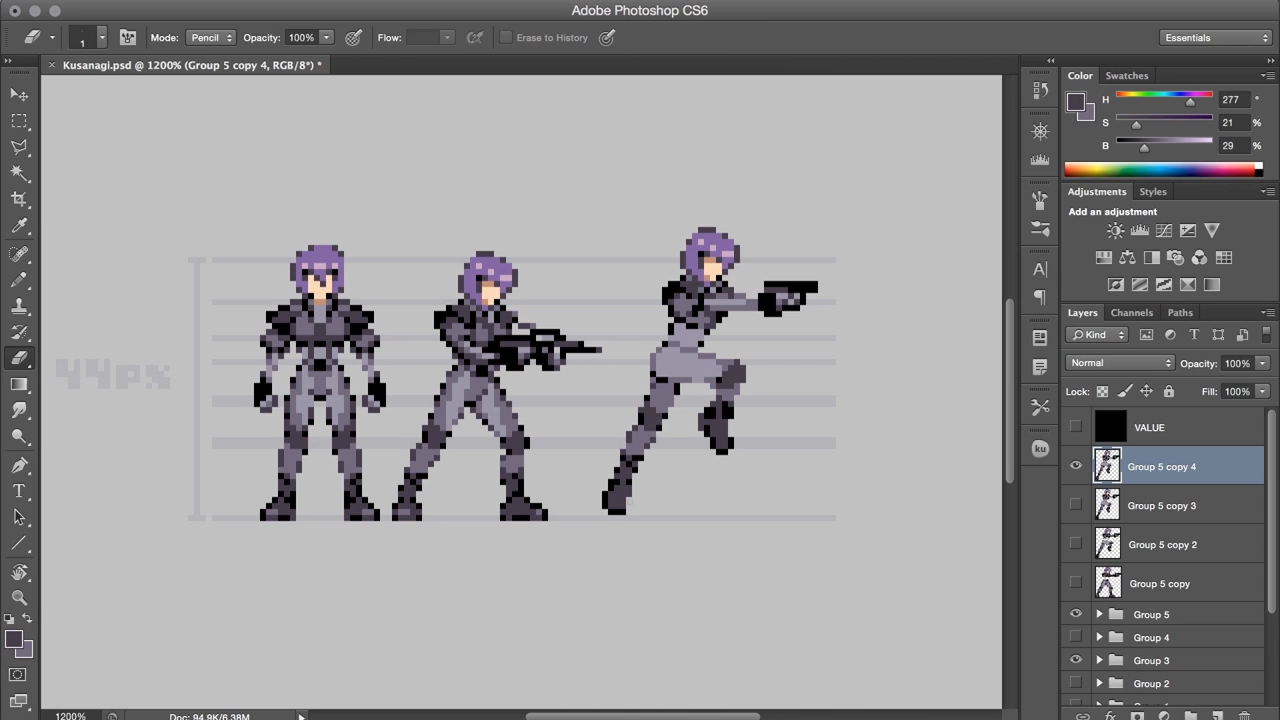 Adobe Photoshop CS6
1
Mode: Pencil Opacity: 100% Flow: Erase to History Essentials
× Kusanagi.psd @ 1200% (Group 5 copy 4, RGB/8*) *
Color Swatches
H 277 °
S 21 %
B 29 %
Adjustments Styles
Add an adjustment
44px
Layers Channels Paths
Kind
Normal Opacity: 100%
Lock: Fill: 100%
VALUE
Group 5 copy 4
Group 5 copy 3
Group 5 copy 2
Group 5 copy
Group 5
Group 4
Group 3
Group 2
ku
1200% Doc: 94.9K/6.38M